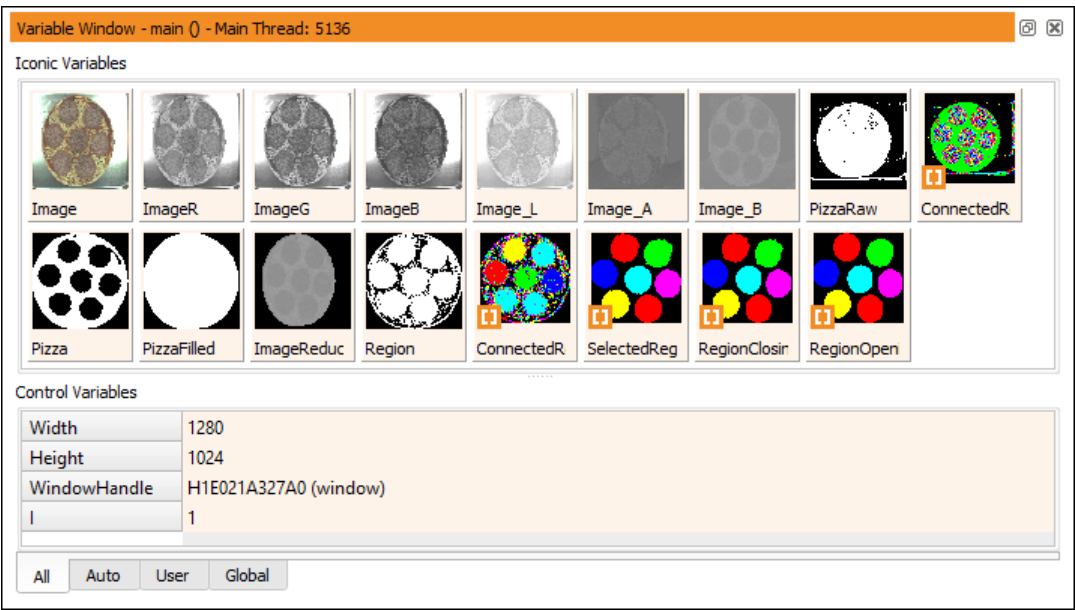 Variable Window - main () - Main Thread: 5136
Iconic Variables
Image ImageR ImageG ImageB Image_L Image_A Image_B PizzaRaw ConnectedR
Pizza PizzaFilled ImageReduc Region ConnectedR SelectedReg RegionClosin RegionOpeni
Control Variables
Width 1280
Height 1024
WindowHandle H1E021A327A0 (window)
I 1
All Auto User Global